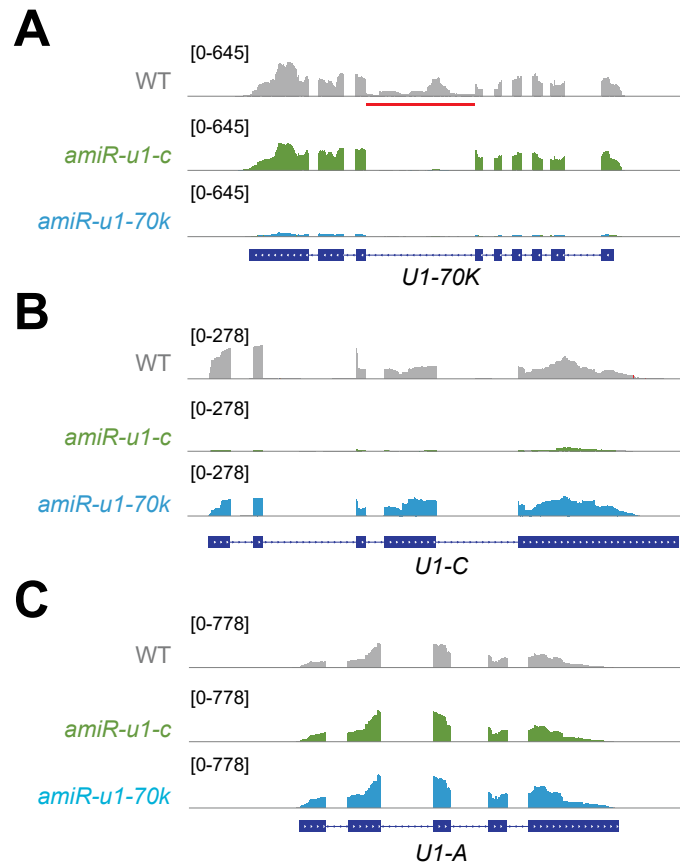 A
[0-645]
WT
[0-645]
amiR-u1-c
[0-645]
amiR-u1-70k
U1-70K
B
[0-278]
WT
[0-278]
amiR-u1-c
[0-278]
amiR-u1-70k
U1-C
C
[0-778]
WT
[0-778]
amiR-u1-c
[0-778]
amiR-u1-70k
U1-A